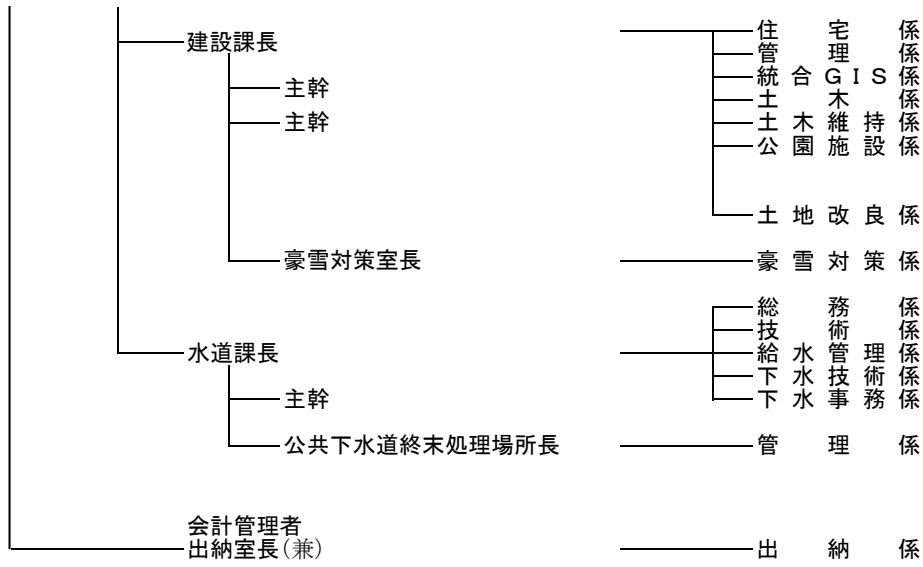 建設課長 住宅係
管理係
統合GIS係
主幹 土木係
主幹 土木維持係
公園施設係
土地改良係
豪雪対策室長 豪雪対策係
総務係
技術係
水道課長 給水管理係
下水技術係
主幹 下水事務係
公共下水道終末処理場所長 管理係
会計管理者
出納室長(兼) 出納係